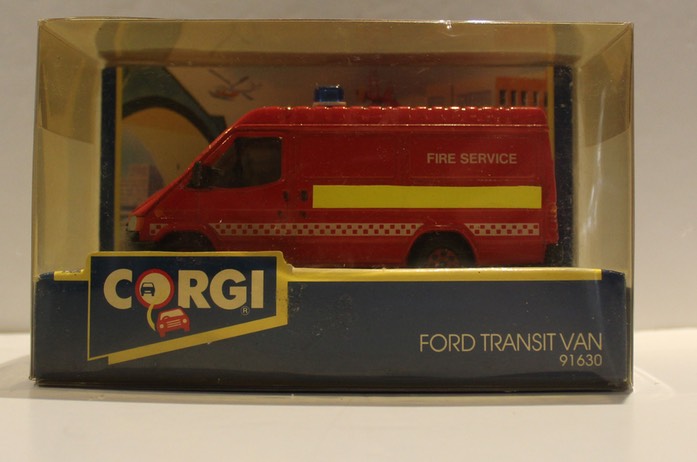 FIRE SERVICE
CORGI ®
FORD TRANSIT VAN
91630